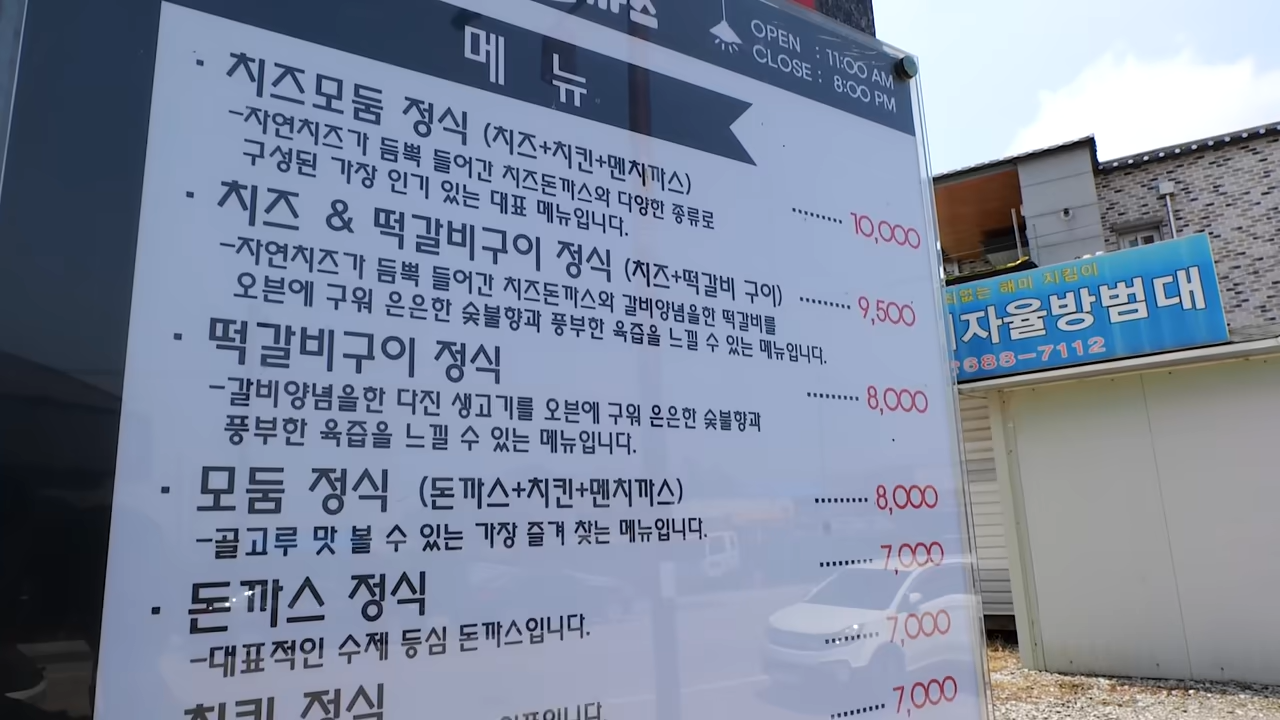 OPEN : 11:00 AM
CLOSE : 8:00 PM
메뉴
· 치즈모둠 정식 (치즈+치킨+멘치까스)
-자연치즈가 듬뿍 들어간 치즈돈까스와 다양한 종류로
구성된 가장 인기 있는 대표 메뉴입니다.
········ 10,000
· 치즈 & 떡갈비구이 정식 (치즈+떡갈비 구이)
········ 9,500
-자연치즈가 듬뿍 들어간 치즈돈까스와 갈비양념을한 떡갈비를
오븐에 구워 은은한 숯불향과 풍부한 육즙을 느낄 수 있는 메뉴입니다.
· 떡갈비구이 정식
········ 8,000
-갈비양념을한 다진 생고기를 오븐에 구워 은은한 숯불향과
풍부한 육즙을 느낄 수 있는 메뉴입니다.
· 모둠 정식 (돈까스+치킨+멘치까스)
········ 8,000
-골고루 맛 볼 수 있는 가장 즐겨 찾는 메뉴입니다.
········ 7,000
· 돈까스 정식
-대표적인 수제 등심 돈까스입니다.
········ 7,000
치킨 정식
········ 7,000
해미 지킴이
자율방범대
688-7112